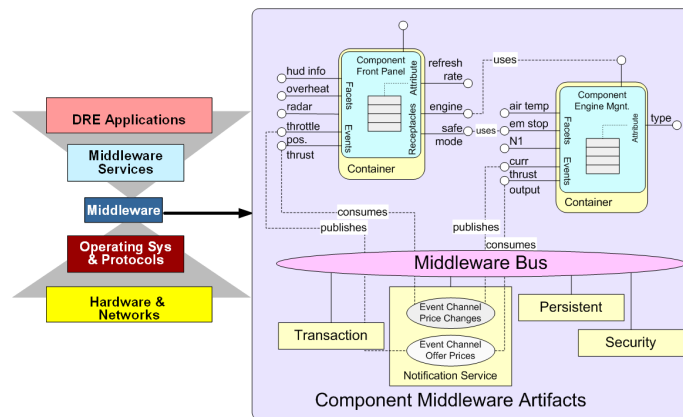 DRE Applications
Middleware
Services
Middleware
Operating Sys
& Protocols
Hardware &
Networks
Component
Front Panel
hud info
overheat
radar
throttle
pos.
thrust
Facets
Events
Attribute
Receptacles
refresh
rate
engine
safe
mode
Container
uses
uses
Component
Engine Mgnt.
air temp
em stop
N1
curr
thrust
output
Facets
Events
Attribute
type
Container
consumes
publishes
publishes
consumes
Middleware Bus
Transaction
Event Channel
Price Changes
Event Channel
Offer Prices
Notification Service
Persistent
Security
Component Middleware Artifacts